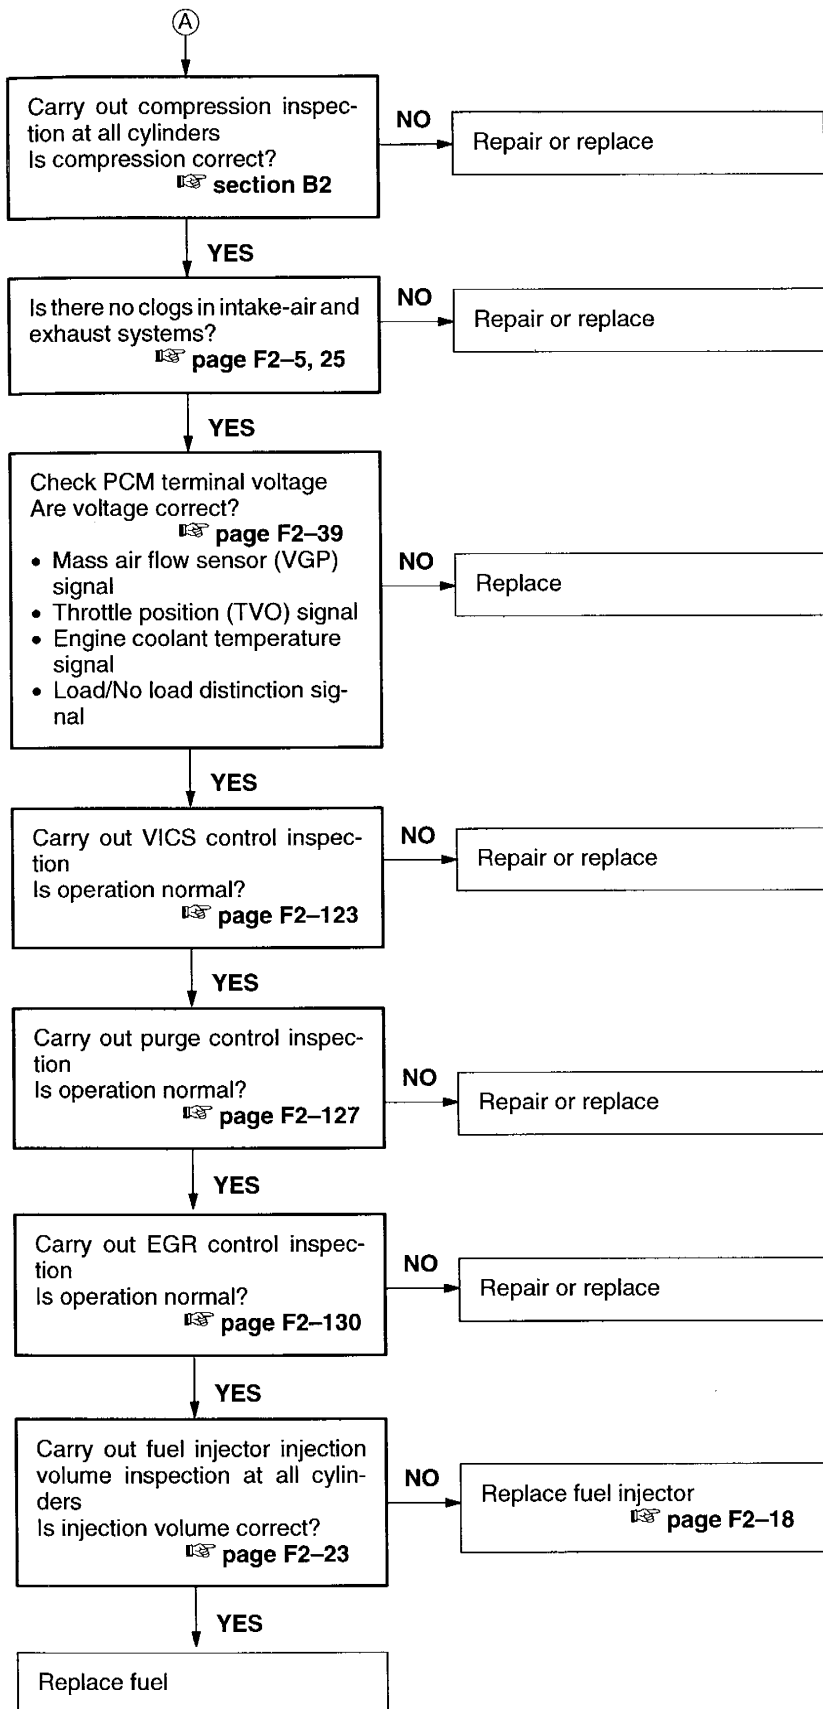 A
Carry out compression inspec-
tion at all cylinders
Is compression correct?
☞ section B2
NO
Repair or replace
YES
Is there no clogs in intake-air and
exhaust systems?
☞ page F2–5, 25
NO
Repair or replace
YES
Check PCM terminal voltage
Are voltage correct?
☞ page F2–39
• Mass air flow sensor (VGP)
signal
• Throttle position (TVO) signal
• Engine coolant temperature
signal
• Load/No load distinction sig-
nal
NO
Replace
YES
Carry out VICS control inspec-
tion
Is operation normal?
☞ page F2–123
NO
Repair or replace
YES
Carry out purge control inspec-
tion
Is operation normal?
☞ page F2–127
NO
Repair or replace
YES
Carry out EGR control inspec-
tion
Is operation normal?
☞ page F2–130
NO
Repair or replace
YES
Carry out fuel injector injection
volume inspection at all cylin-
ders
Is injection volume correct?
☞ page F2–23
NO
Replace fuel injector
☞ page F2–18
YES
Replace fuel